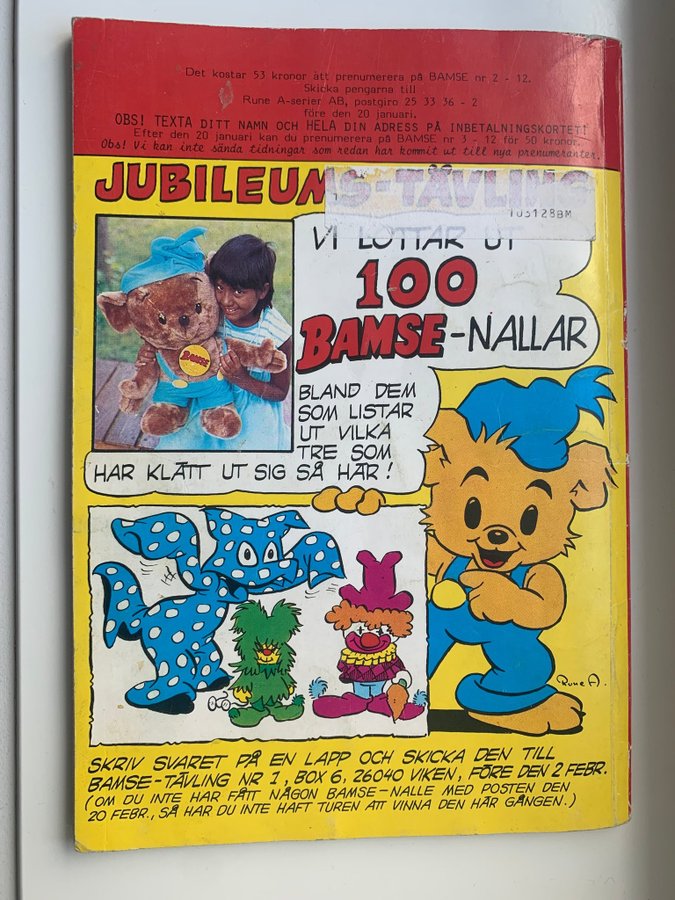 Det kostar 53 kronor att prenumerera på BAMSE nr 2 - 12.
Skicka pengarna till
Rune A-serier AB, postgiro 25 33 36 - 2
före den 20 januari.
OBS! TEXTA DITT NAMN OCH HELA DIN ADRESS PÅ INBETALNINGSKORTET!
Efter den 20 januari kan du prenumerera på BAMSE nr 3 - 12 för 50 kronor.
Obs! Vi kan inte sända tidningar som redan har kommit ut till nya prenumeranter.
JUBILEUMS-TÄVLING
103128BM
VI LOTTAR UT
100
BAMSE-NALLAR
BAMSE
BLAND DEM
SOM LISTAR
UT VILKA
TRE SOM
HAR KLÄTT UT SIG SÅ HÄR!
Rune A.
SKRIV SVARET PÅ EN LAPP OCH SKICKA DEN TILL
BAMSE-TÄVLING NR 1, BOX 6, 26040 VIKEN, FÖRE DEN 2 FEBR.
(OM DU INTE HAR FÅTT NÅGON BAMSE-NALLE MED POSTEN DEN
20 FEBR., SÅ HAR DU INTE HAFT TUREN ATT VINNA DEN HÄR GÅNGEN.)